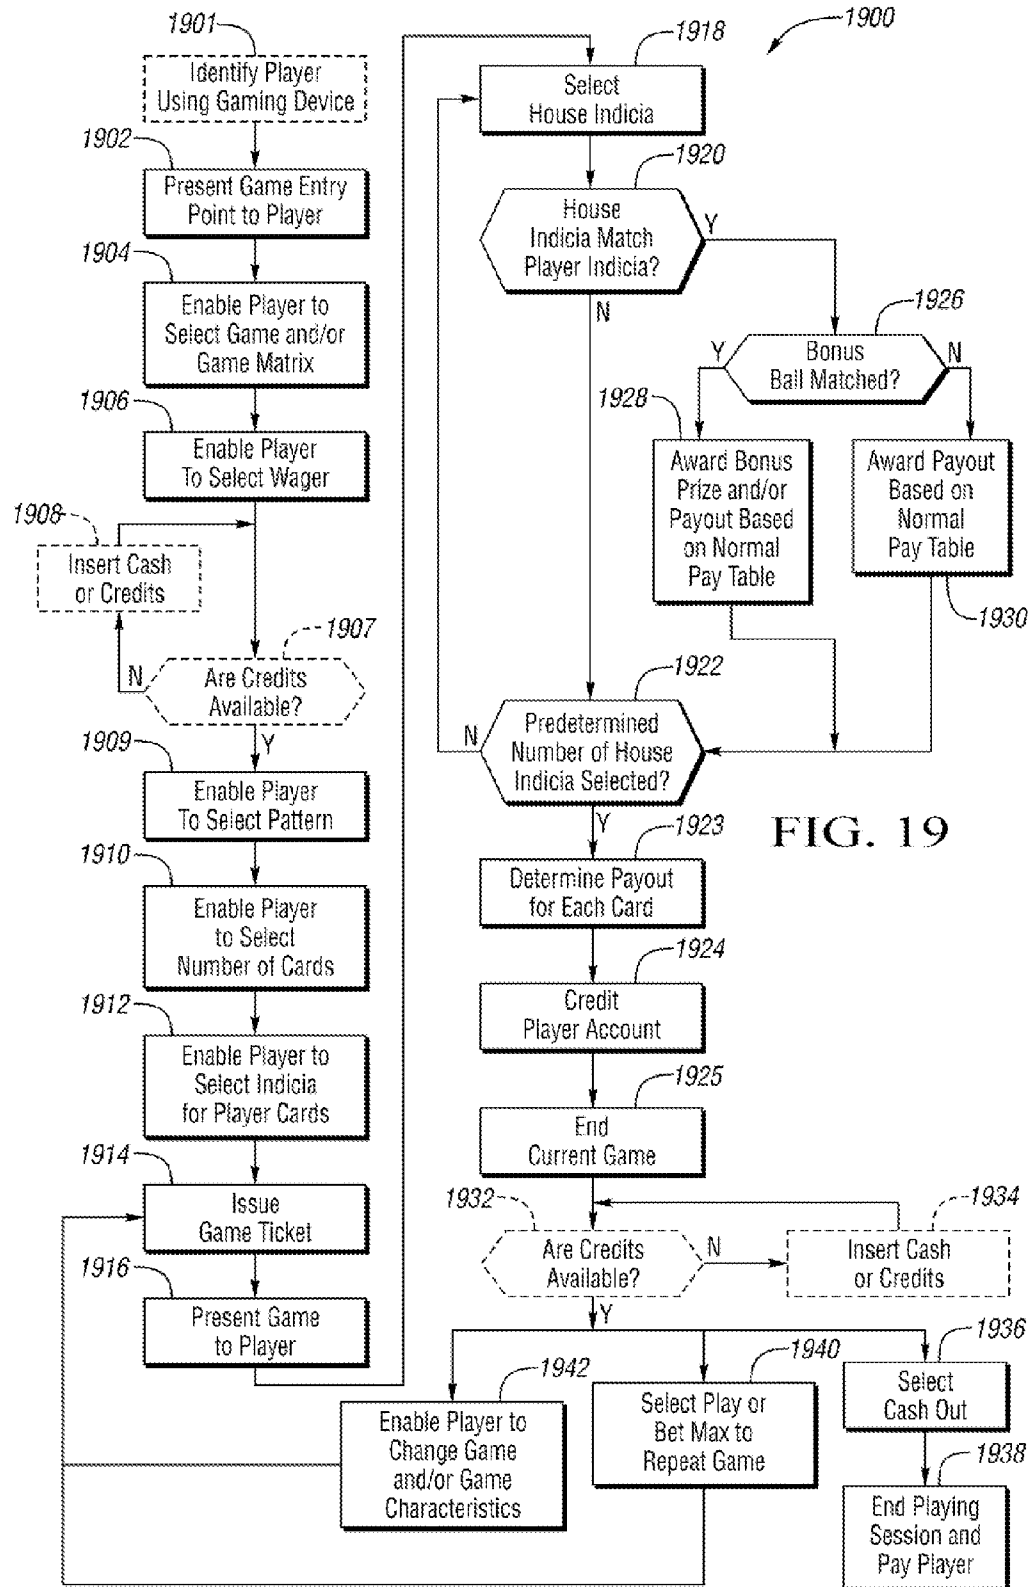 1901
Identify Player
Using Gaming Device
1902
Present Game Entry
Point to Player
1904
Enable Player to
Select Game and/or
Game Matrix
1906
Enable Player
To Select Wager
1908
Insert Cash
or Credits
1907
N
Are Credits
Available?
Y
1909
Enable Player
To Select Pattern
1910
Enable Player
to Select
Number of Cards
1912
Enable Player to
Select Indicia
for Player Cards
1914
Issue
Game Ticket
1916
Present Game
to Player
1918
1900
Select
House Indicia
1920
House
Indicia Match
Player Indicia?
Y
N
1926
Y
Bonus
Ball Matched?
N
1928
Award Bonus
Prize and/or
Payout Based
on Normal
Pay Table
Award Payout
Based on
Normal
Pay Table
1930
1922
N
Predetermined
Number of House
Indicia Selected?
Y
1923
FIG. 19
Determine Payout
for Each Card
1924
Credit
Player Account
1925
End
Current Game
1932
Are Credits
Available?
N
1934
Insert Cash
or Credits
Y
1942
Enable Player to
Change Game
and/or Game
Characteristics
1940
Select Play or
Bet Max to
Repeat Game
1936
Select
Cash Out
1938
End Playing
Session and
Pay Player